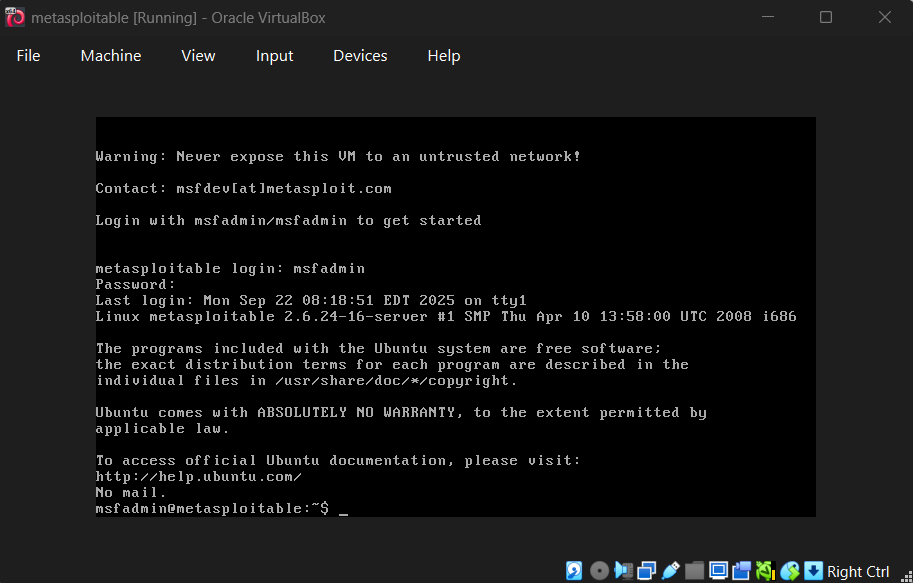 metasploitable [Running] - Oracle VirtualBox
File Machine View Input Devices Help
Warning: Never expose this VM to an untrusted network!
Contact: msfdev[at]metasploit.com
Login with msfadmin/msfadmin to get started
metasploitable login: msfadmin
Password:
Last login: Mon Sep 22 08:18:51 EDT 2025 on tty1
Linux metasploitable 2.6.24-16-server #1 SMP Thu Apr 10 13:58:00 UTC 2008 i686
The programs included with the Ubuntu system are free software;
the exact distribution terms for each program are described in the
individual files in /usr/share/doc/*/copyright.
Ubuntu comes with ABSOLUTELY NO WARRANTY, to the extent permitted by
applicable law.
To access official Ubuntu documentation, please visit:
http://help.ubuntu.com/
No mail.
msfadmin@metasploitable:~$ _
Right Ctrl